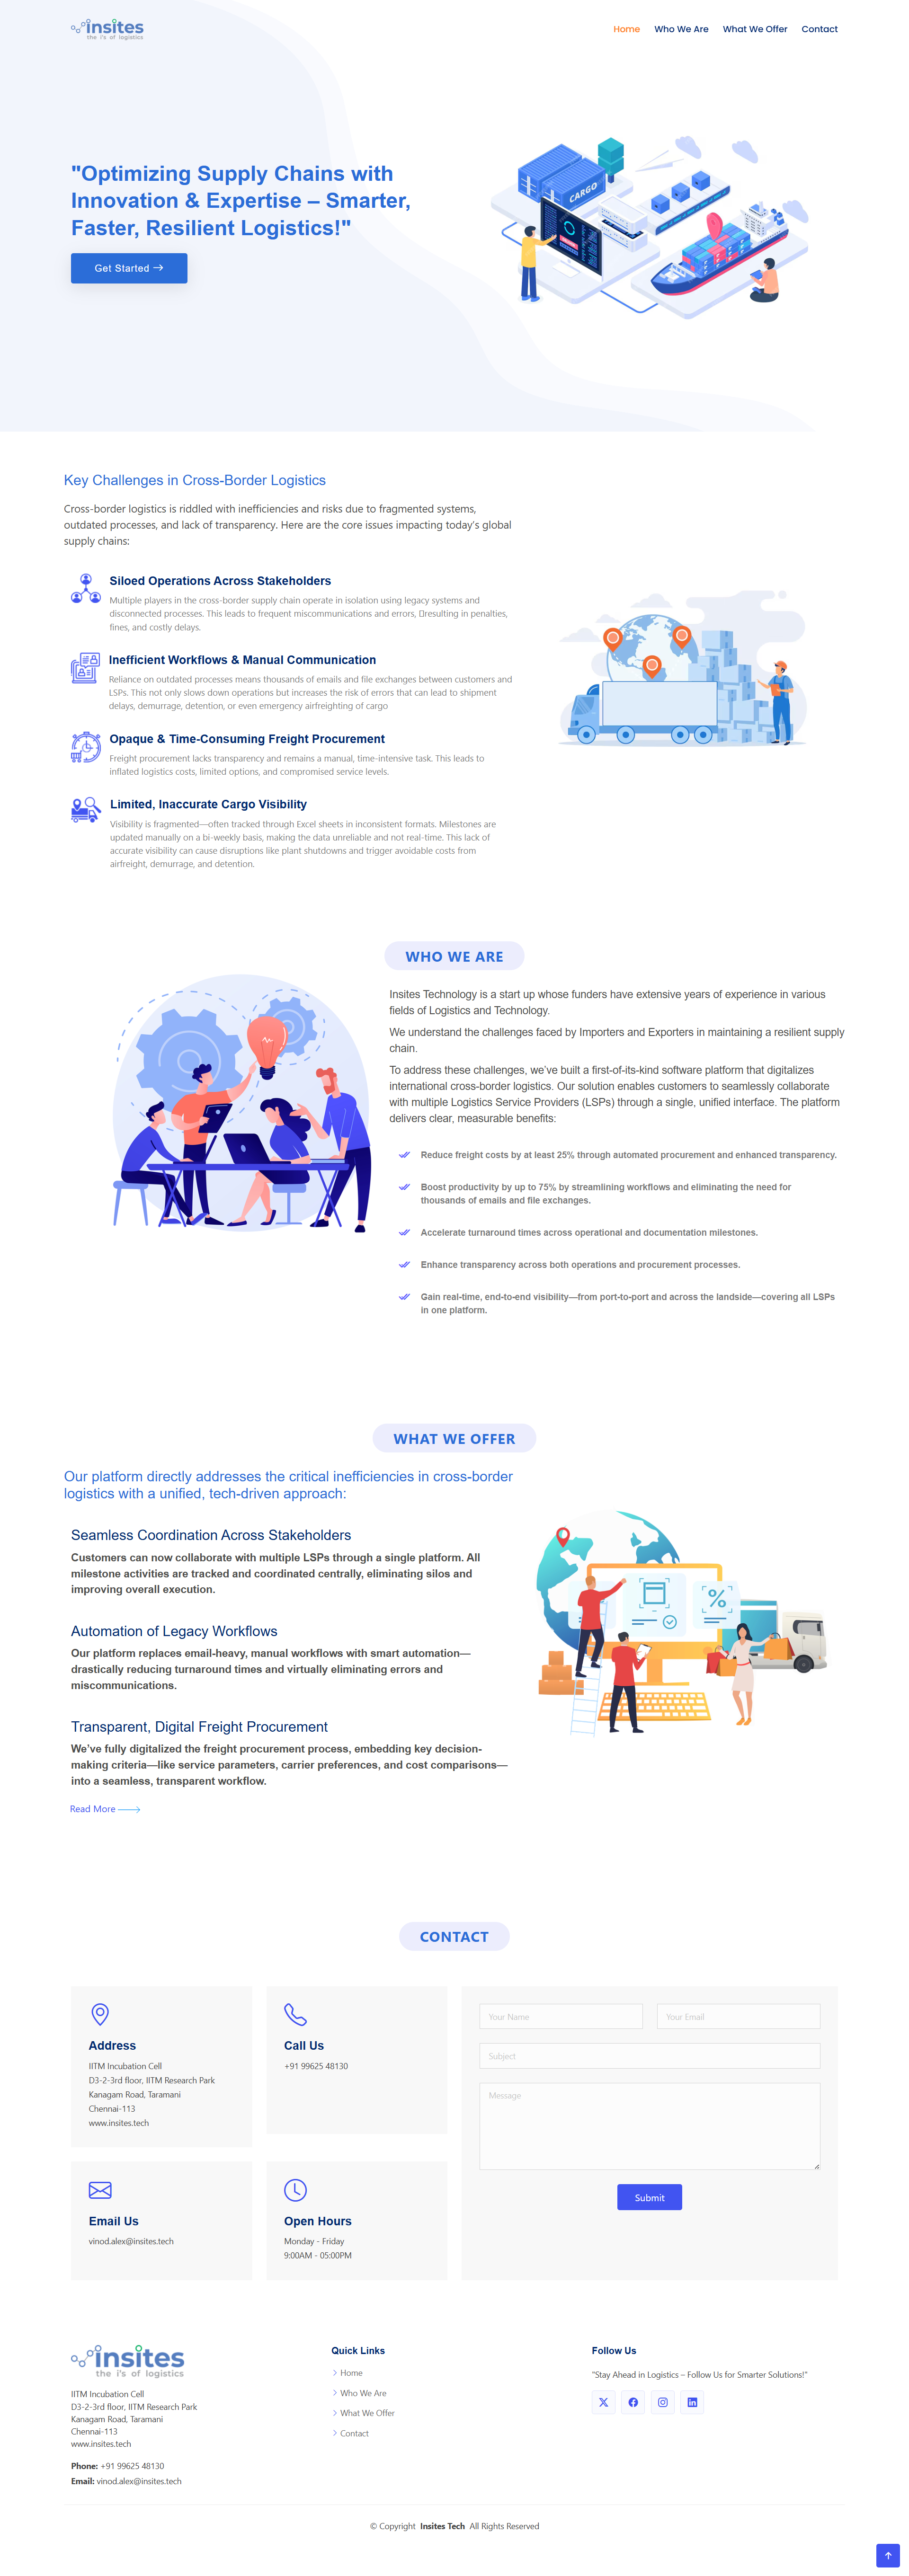 insites
the i's of logistics
Home
Who We Are
What We Offer
Contact
"Optimizing Supply Chains with
Innovation & Expertise – Smarter,
Faster, Resilient Logistics!"
Get Started
CARGO
Key Challenges in Cross-Border Logistics
Cross-border logistics is riddled with inefficiencies and risks due to fragmented systems,
outdated processes, and lack of transparency. Here are the core issues impacting today's global
supply chains:
Siloed Operations Across Stakeholders
Multiple players in the cross-border supply chain operate in isolation using legacy systems and
disconnected processes. This leads to frequent miscommunications and errors, Dresulting in penalties,
fines, and costly delays.
Inefficient Workflows & Manual Communication
Reliance on outdated processes means thousands of emails and file exchanges between customers and
LSPs. This not only slows down operations but increases the risk of errors that can lead to shipment
delays, demurrage, detention, or even emergency airfreighting of cargo
Opaque & Time-Consuming Freight Procurement
Freight procurement lacks transparency and remains a manual, time-intensive task. This leads to
inflated logistics costs, limited options, and compromised service levels.
Limited, Inaccurate Cargo Visibility
Visibility is fragmented—often tracked through Excel sheets in inconsistent formats. Milestones are
updated manually on a bi-weekly basis, making the data unreliable and not real-time. This lack of
accurate visibility can cause disruptions like plant shutdowns and trigger avoidable costs from
airfreight, demurrage, and detention.
WHO WE ARE
Insites Technology is a start up whose funders have extensive years of experience in various
fields of Logistics and Technology.
We understand the challenges faced by Importers and Exporters in maintaining a resilient supply
chain.
To address these challenges, we've built a first-of-its-kind software platform that digitalizes
international cross-border logistics. Our solution enables customers to seamlessly collaborate
with multiple Logistics Service Providers (LSPs) through a single, unified interface. The platform
delivers clear, measurable benefits:
Reduce freight costs by at least 25% through automated procurement and enhanced transparency.
Boost productivity by up to 75% by streamlining workflows and eliminating the need for
thousands of emails and file exchanges.
Accelerate turnaround times across operational and documentation milestones.
Enhance transparency across both operations and procurement processes.
Gain real-time, end-to-end visibility—from port-to-port and across the landside—covering all LSPs
in one platform.
WHAT WE OFFER
Our platform directly addresses the critical inefficiencies in cross-border
logistics with a unified, tech-driven approach:
Seamless Coordination Across Stakeholders
Customers can now collaborate with multiple LSPs through a single platform. All
milestone activities are tracked and coordinated centrally, eliminating silos and
improving overall execution.
Automation of Legacy Workflows
Our platform replaces email-heavy, manual workflows with smart automation—
drastically reducing turnaround times and virtually eliminating errors and
miscommunications.
Transparent, Digital Freight Procurement
We've fully digitalized the freight procurement process, embedding key decision-
making criteria—like service parameters, carrier preferences, and cost comparisons—
into a seamless, transparent workflow.
Read More
%
CONTACT
Address
IITM Incubation Cell
D3-2-3rd floor, IITM Research Park
Kanagam Road, Taramani
Chennai-113
www.insites.tech
Call Us
+91 99625 48130
Email Us
vinod.alex@insites.tech
Open Hours
Monday - Friday
9:00AM - 05:00PM
Your Name
Your Email
Subject
Message
Submit
insites
the i's of logistics
IITM Incubation Cell
D3-2-3rd floor, IITM Research Park
Kanagam Road, Taramani
Chennai-113
www.insites.tech
Phone: +91 99625 48130
Email: vinod.alex@insites.tech
Quick Links
Home
Who We Are
What We Offer
Contact
Follow Us
"Stay Ahead in Logistics – Follow Us for Smarter Solutions!"
© Copyright Insites Tech All Rights Reserved